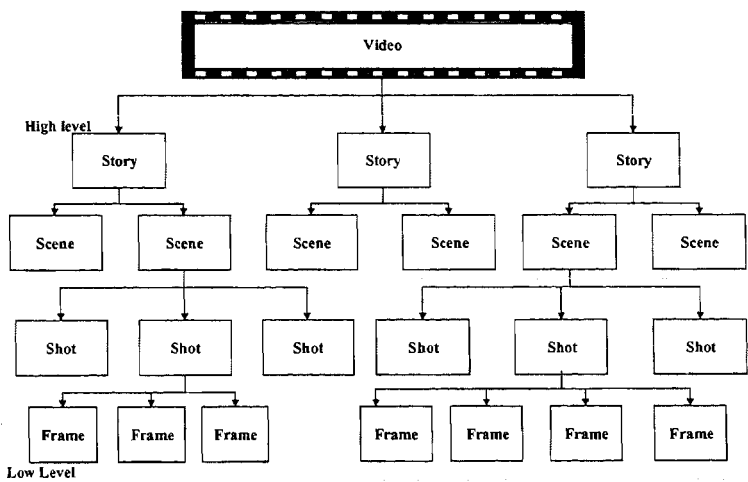 Video
High level
Story Story Story
Scene Scene Scene Scene Scene Scene
Shot Shot Shot Shot Shot Shot
Frame Frame Frame Frame Frame Frame Frame
Low Level